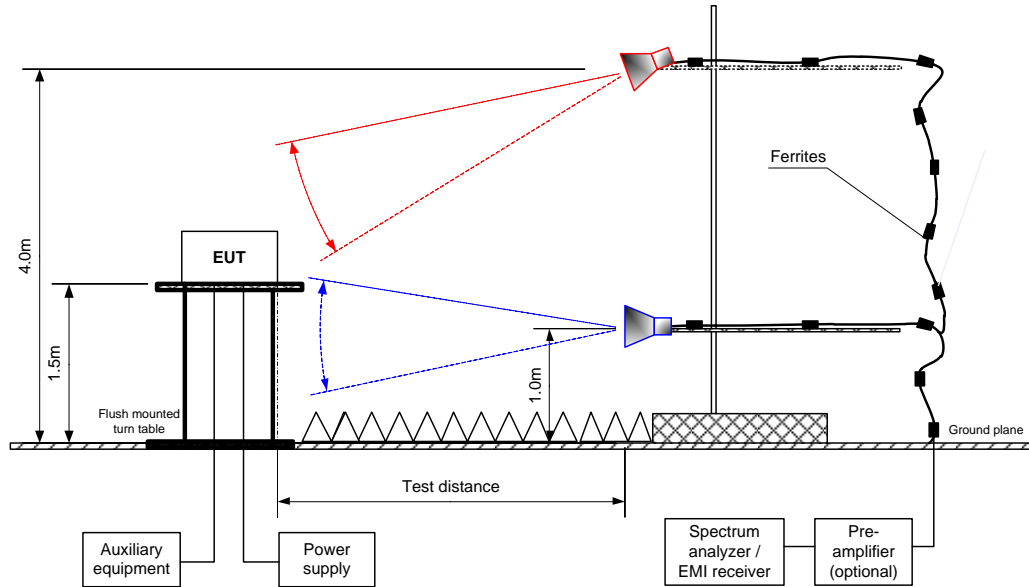 Ferrites
4.0m
EUT
1.5m
1.0m
Flush mounted
turn table
Ground plane
Test distance
Auxiliary
equipment
Power
supply
Spectrum
analyzer /
EMI receiver
Pre-
amplifier
(optional)